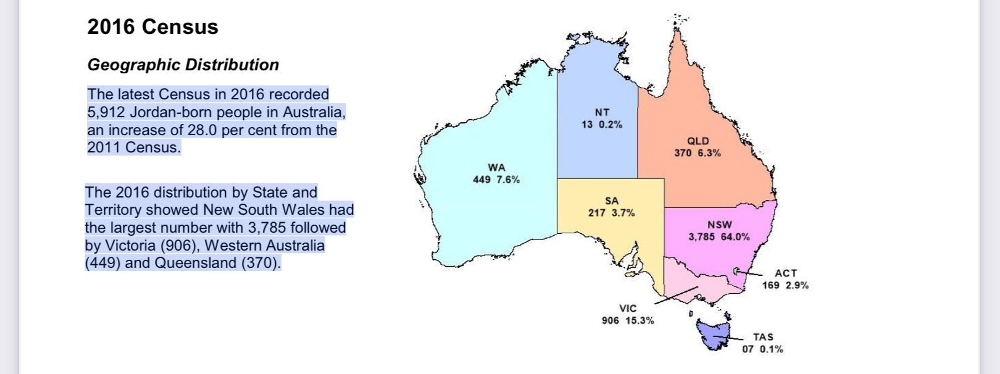 2016 Census
Geographic Distribution
The latest Census in 2016 recorded
5,912 Jordan-born people in Australia,
an increase of 28.0 per cent from the
2011 Census.
The 2016 distribution by State and
Territory showed New South Wales had
the largest number with 3,785 followed
by Victoria (906), Western Australia
(449) and Queensland (370).
NT
13 0.2%
QLD
370 6.3%
WA
449 7.6%
SA
217 3.7%
NSW
3,785 64.0%
ACT
169 2.9%
VIC
906 15.3%
TAS
07 0.1%